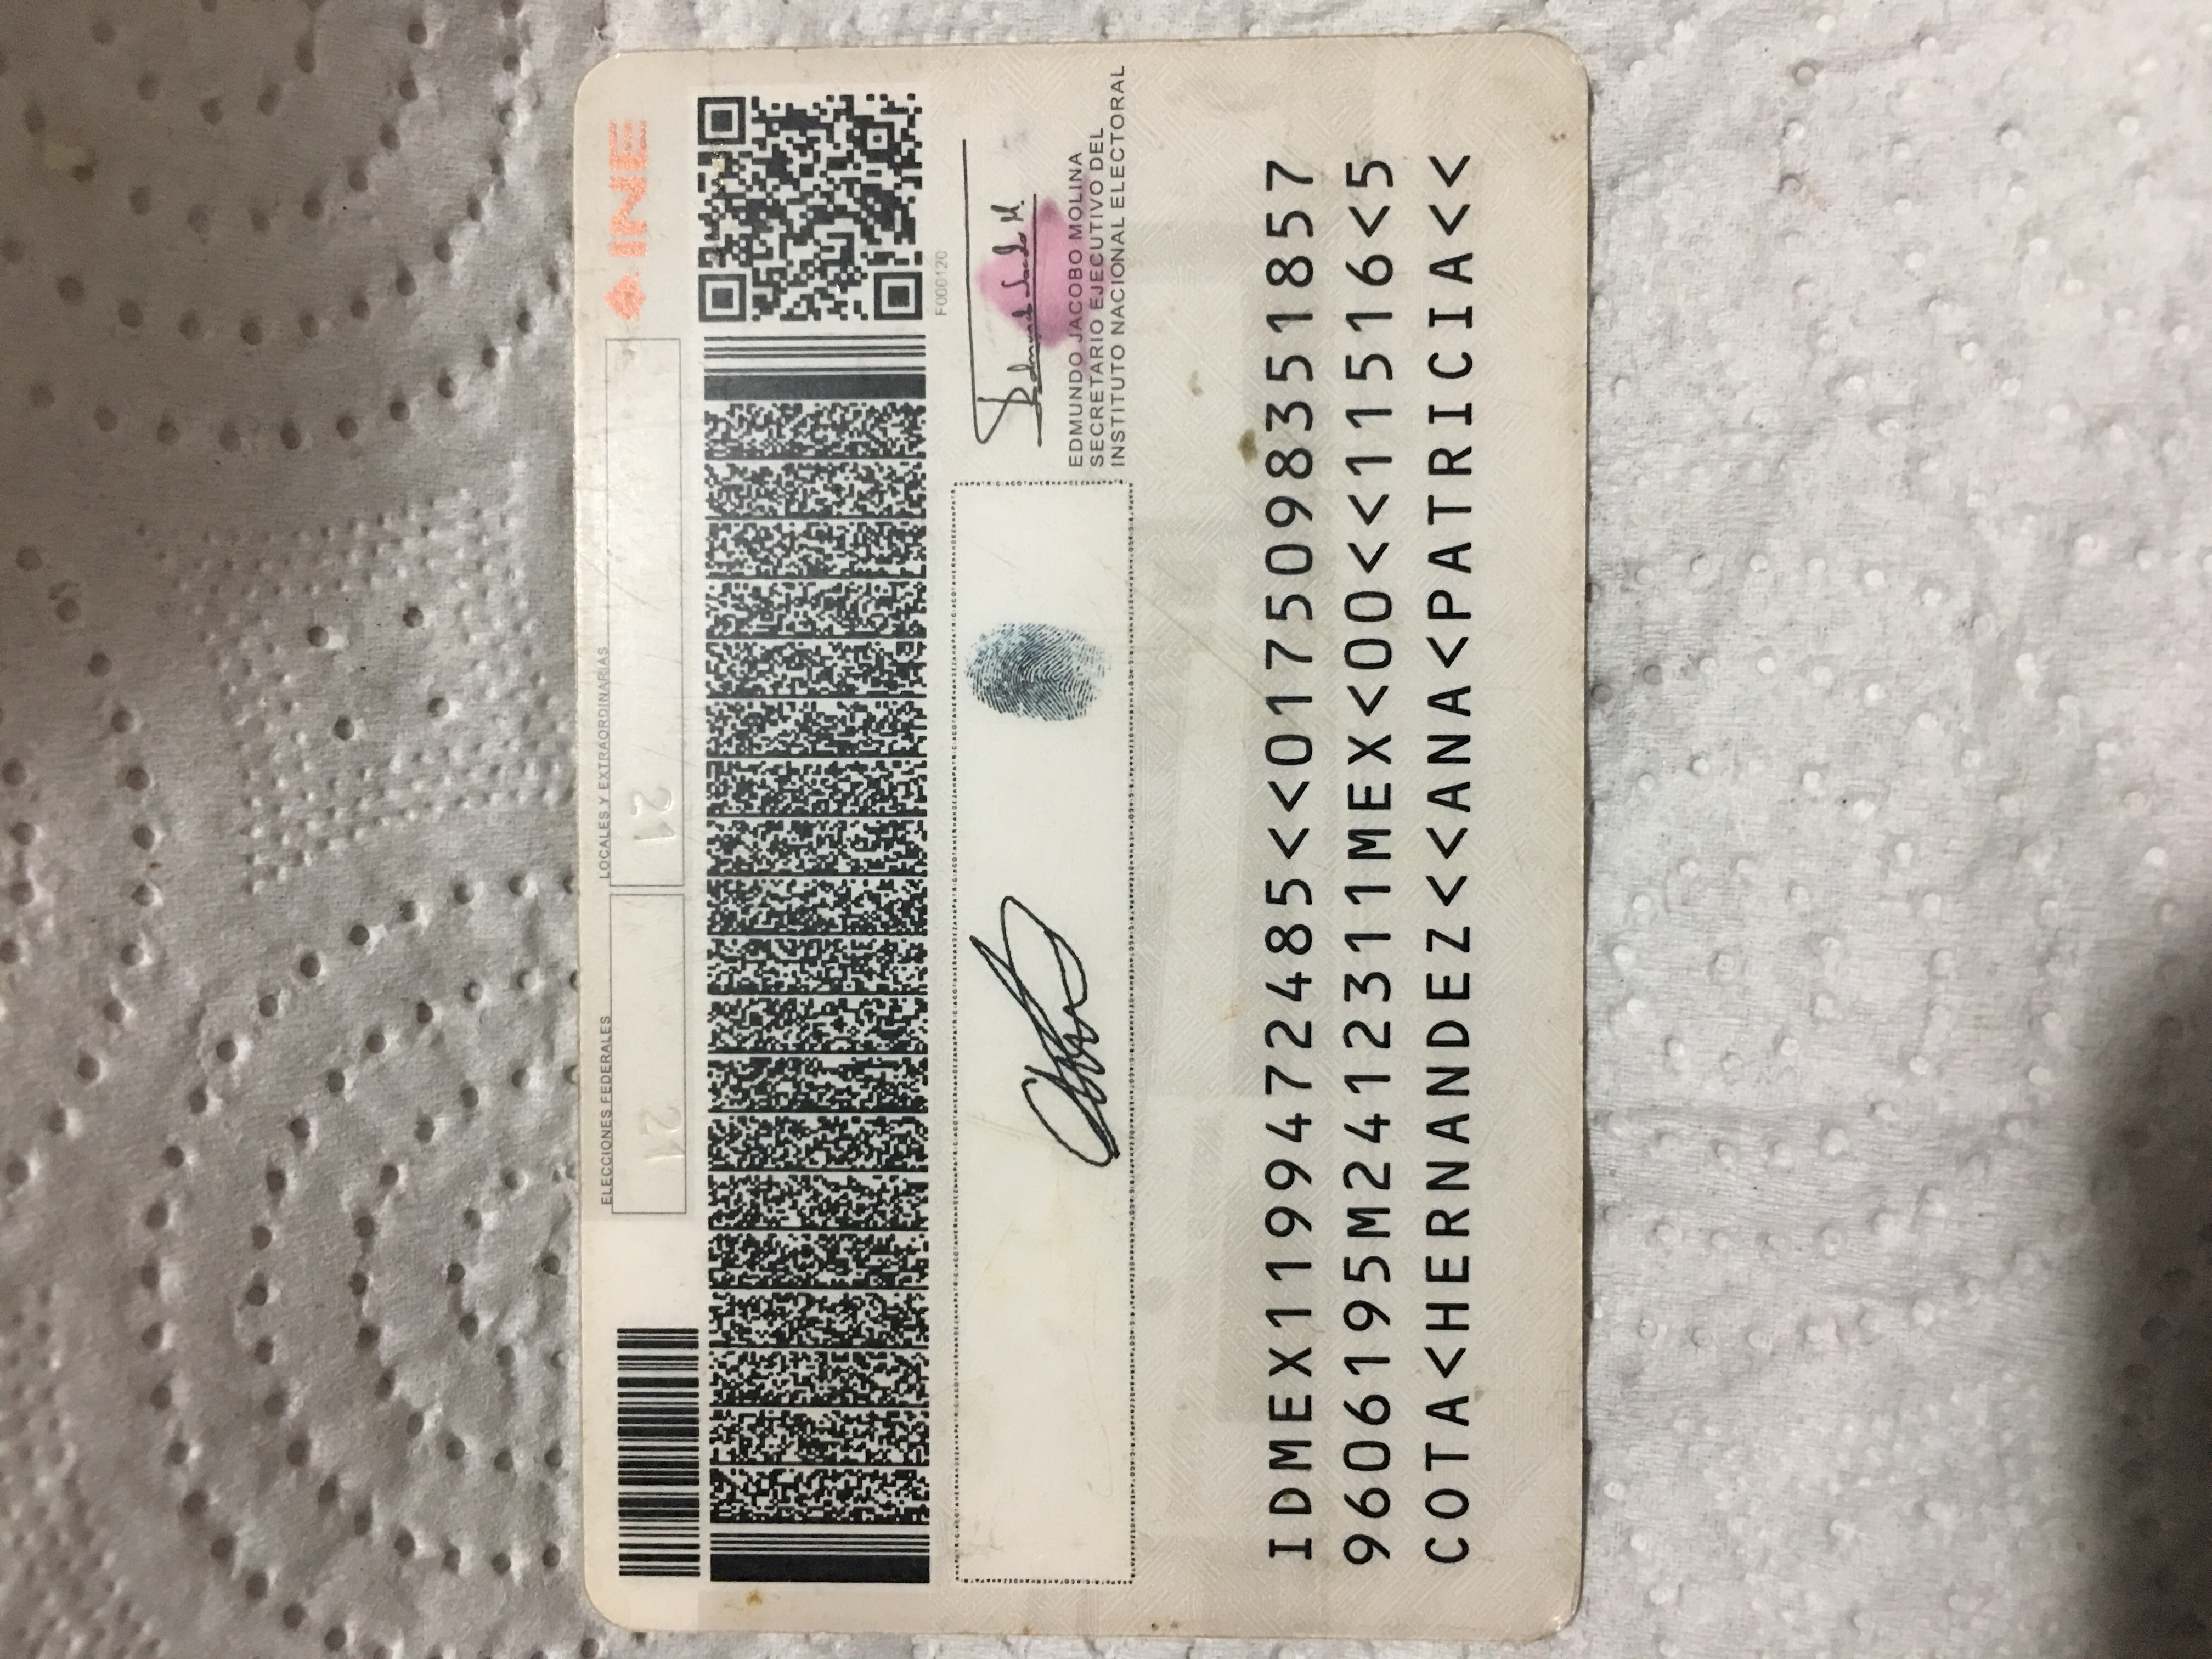 ELECCIONES FEDERALES
LOCALES Y EXTRAORDINARIAS
INE
21
21
F000120
EDMUNDO JACOBO MOLINA
SECRETARIO EJECUTIVO DEL
INSTITUTO NACIONAL ELECTORAL
IDMEX1199472485<<0175098351857
9606195M2412311MEX<00<<11516<5
COTA<HERNANDEZ<<ANA<PATRICIA<<